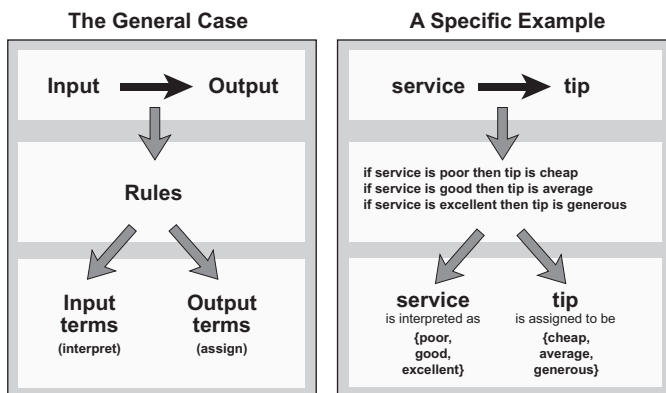 The General Case
Input Output
Rules
Input
terms
(interpret)
Output
terms
(assign)
A Specific Example
service tip
if service is poor then tip is cheap
if service is good then tip is average
if service is excellent then tip is generous
service
is interpreted as
{poor,
good,
excellent}
tip
is assigned to be
{cheap,
average,
generous}